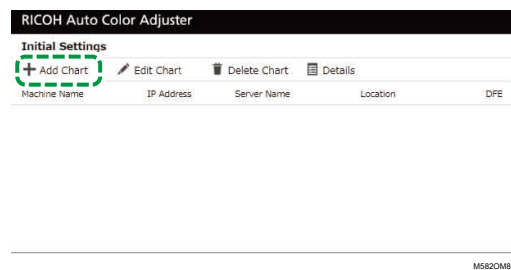 RICOH Auto Color Adjuster
Initial Settings
Add Chart Edit Chart Delete Chart Details
Machine Name IP Address Server Name Location DFE
M582OM8